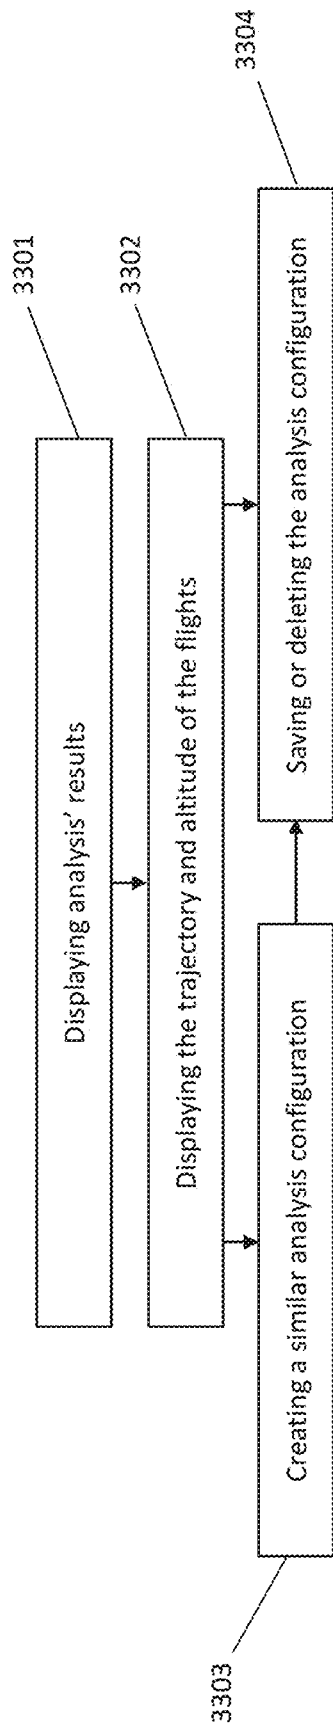 3301
Displaying analysis' results
3302
Displaying the trajectory and altitude of the flights
3303
Creating a similar analysis configuration
3304
Saving or deleting the analysis configuration